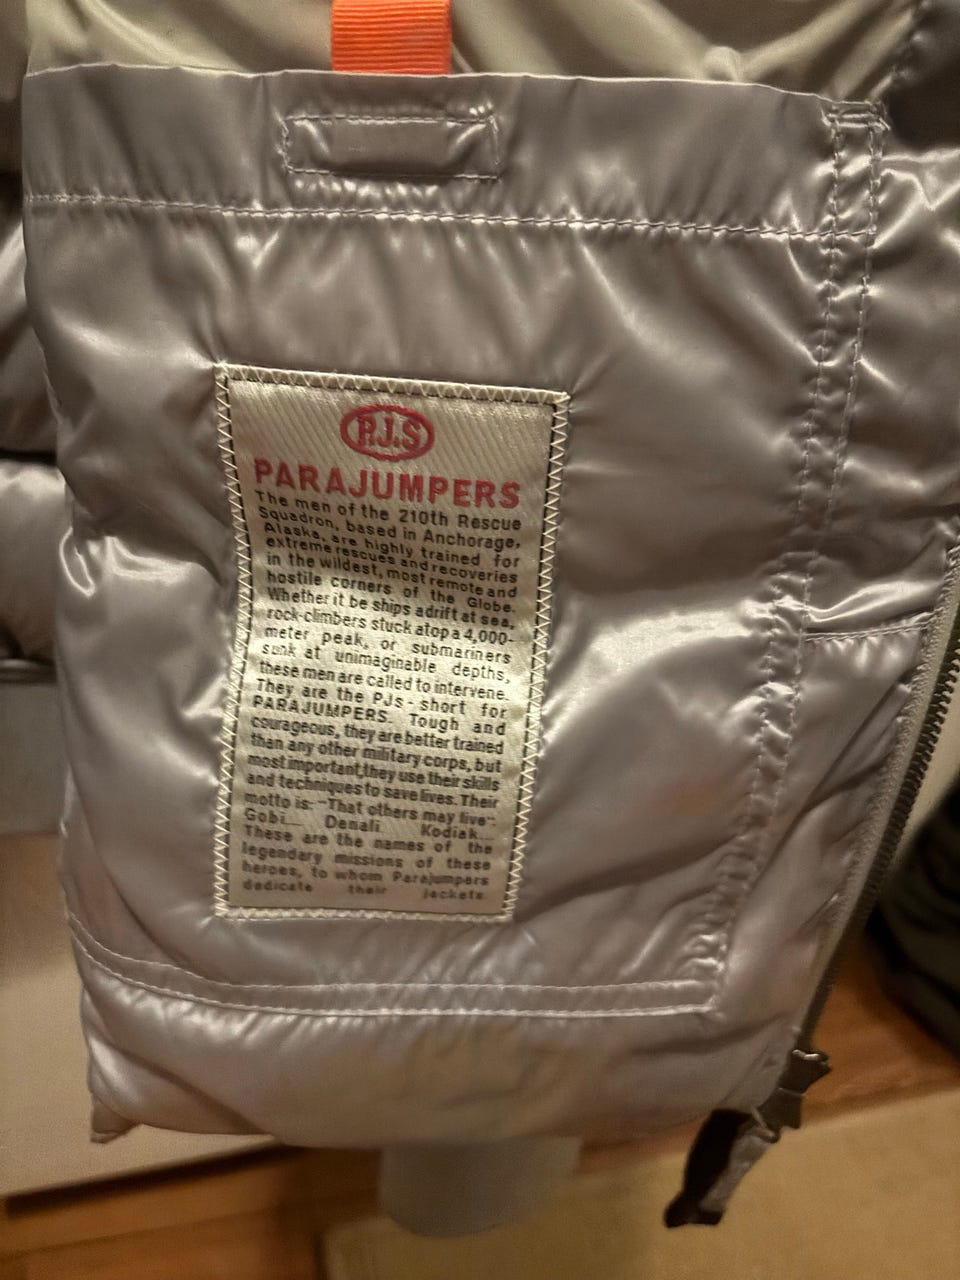 P.J.S
PARAJUMPERS
The men of the 210th Rescue
Squadron, based in Anchorage,
Alaska, are highly trained for
extreme rescues and recoveries
in the wildest, most remote and
hostile corners of the Globe.
Whether it be ships adrift at sea,
rock-climbers stuck atop a 4,000-
meter peak, or submariners
sunk at unimaginable depths,
these men are called to intervene.
They are the PJs - short for
PARAJUMPERS. Tough and
courageous, they are better trained
than any other military corps, but
most important,they use their skills
and techniques to save lives. Their
motto is: "That others may live".
Gobi... Denali Kodiak...
These are the names of the
legendary missions of these
heroes, to whom Parajumpers
dedicate their jackets.